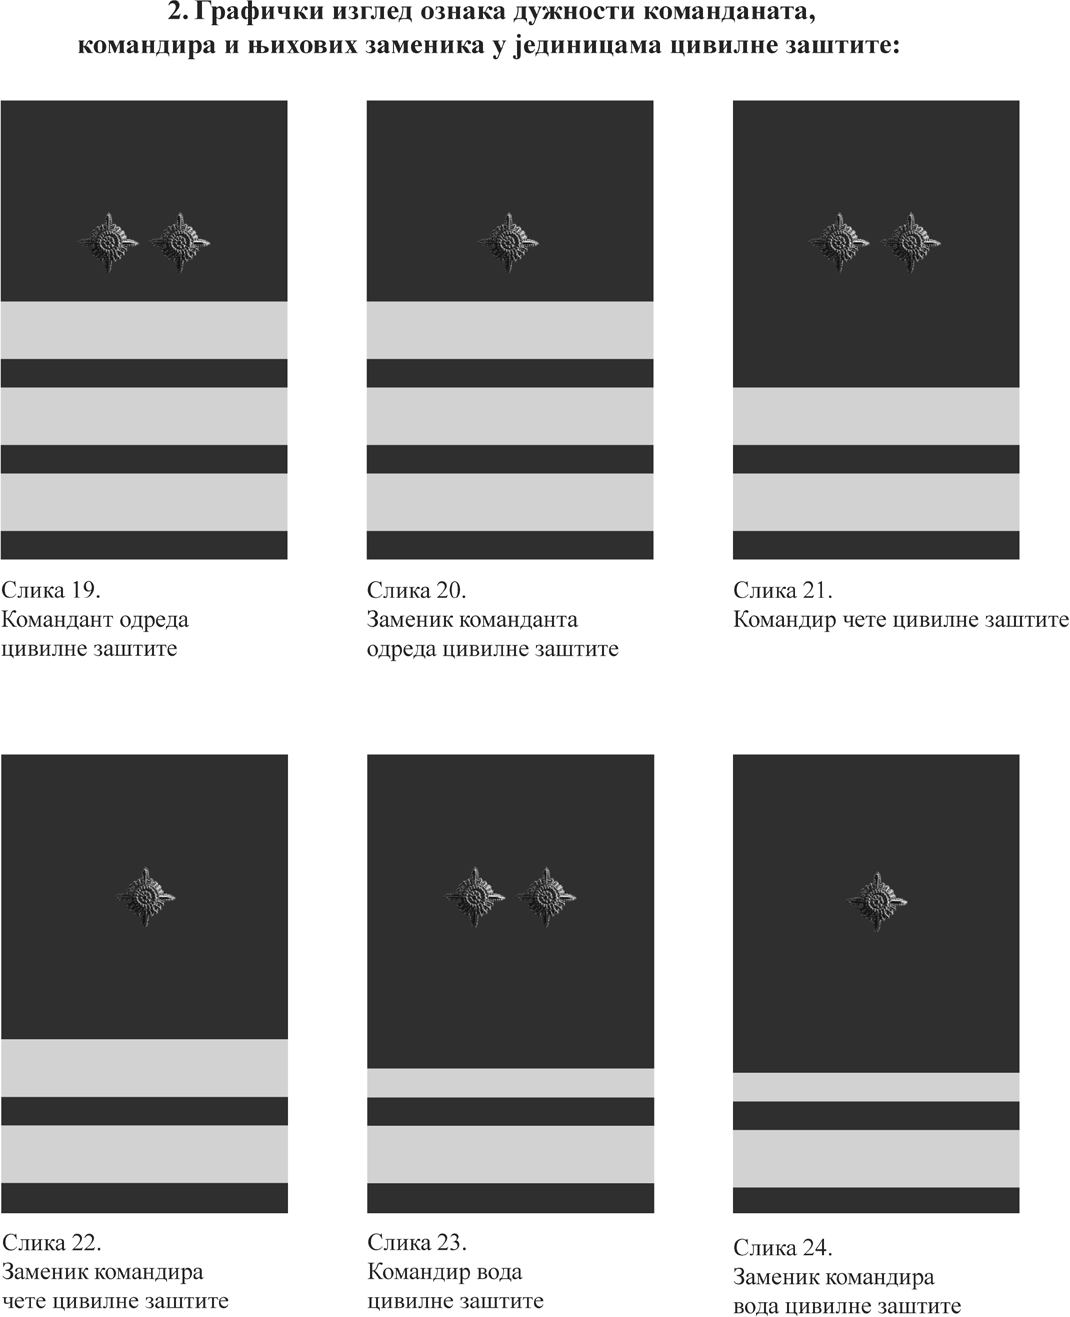 2. Графички изглед ознака дужности команданата,
командира и њихових заменика у јединицама цивилне заштите:
Слика 19.
Командант одреда
цивилне заштите
Слика 20.
Заменик команданта
одреда цивилне заштите
Слика 21.
Командир чете цивилне заштите
Слика 22.
Заменик командира
чете цивилне заштите
Слика 23.
Командир вода
цивилне заштите
Слика 24.
Заменик командира
вода цивилне заштите